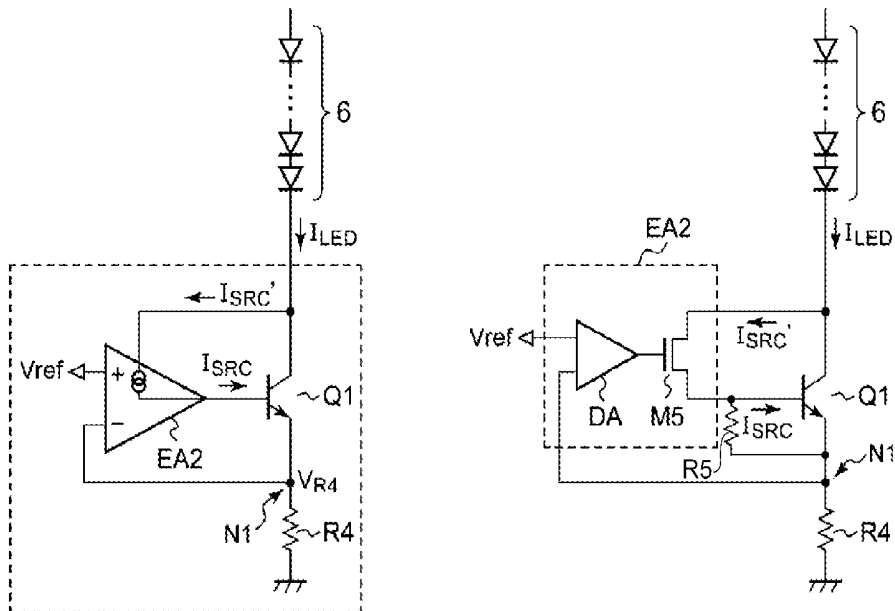 6
I_LED
I_SRC'
Vref
+
I_SRC
−
Q1
EA2
V_R4
N1
R4
6
I_LED
EA2
I_SRC'
Vref
DA
M5
Q1
I_SRC
R5
N1
R4